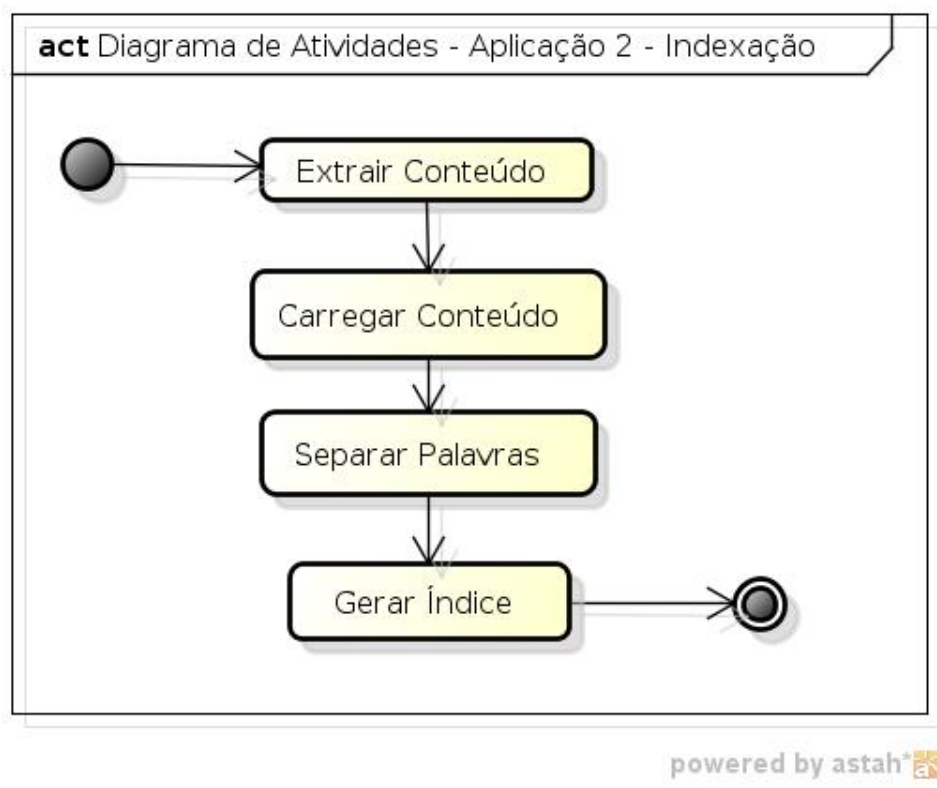 act Diagrama de Atividades - Aplicação 2 - Indexação
Extrair Conteúdo
Carregar Conteúdo
Separar Palavras
Gerar Índice
powered by astah*